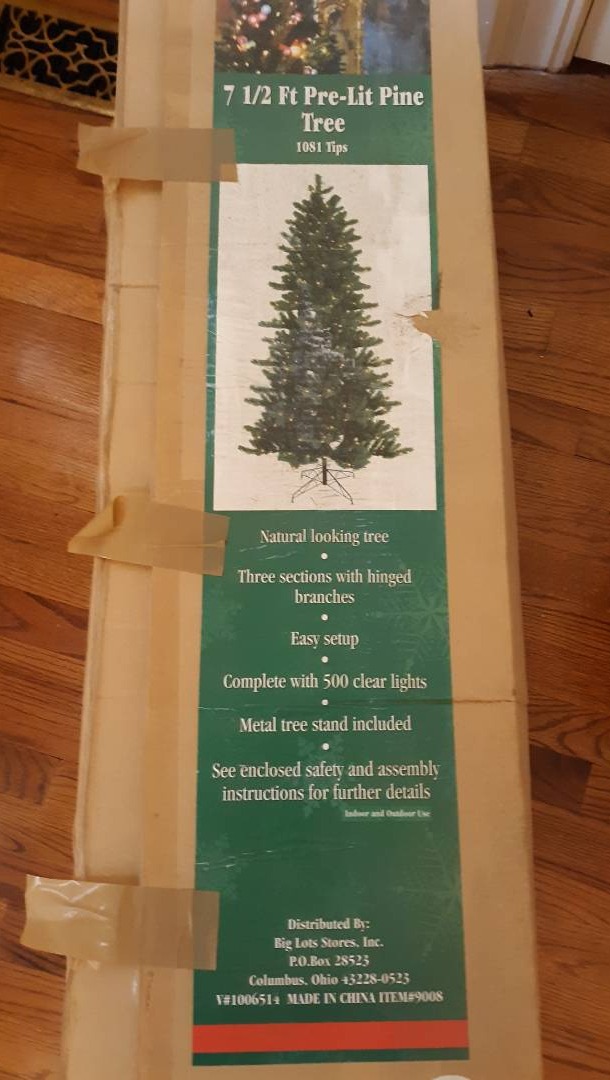 7 1/2 Ft Pre-Lit Pine
Tree
1081 Tips
Natural looking tree
•
Three sections with hinged
branches
•
Easy setup
•
Complete with 500 clear lights
•
Metal tree stand included
•
See enclosed safety and assembly
instructions for further details
Indoor and Outdoor Use
Distributed By:
Big Lots Stores, Inc.
P.O.Box 28523
Columbus, Ohio 43228-0523
V#1006514 MADE IN CHINA ITEM#9008